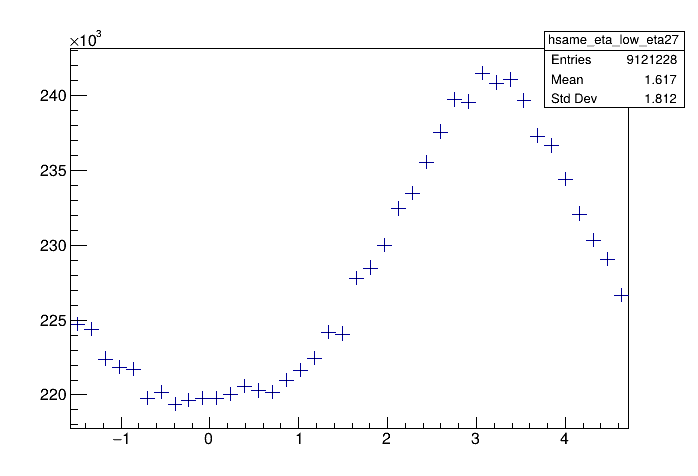 ×10³
hsame_eta_low_eta27
Entries 9121228
Mean 1.617
Std Dev 1.812
240
235
230
225
220
−1 0 1 2 3 4